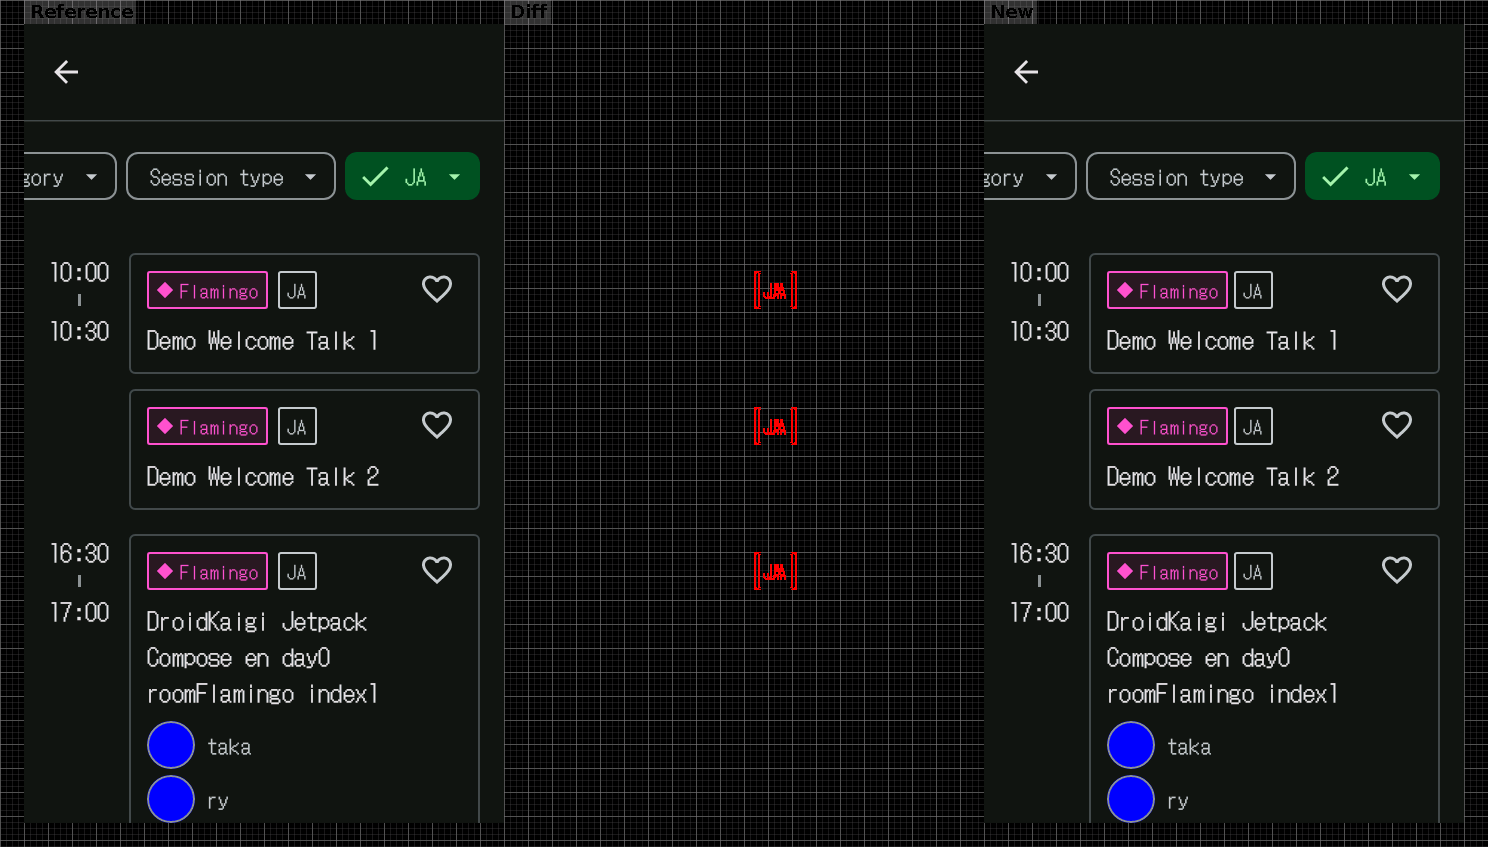 Reference
Diff
New
gory
Session type
JA
10:00
10:30
Flamingo
JA
Demo Welcome Talk 1
Flamingo
JA
Demo Welcome Talk 2
16:30
17:00
Flamingo
JA
DroidKaigi Jetpack
Compose en day0
roomFlamingo index1
taka
ry
JA
JA
JA
gory
Session type
JA
10:00
10:30
Flamingo
JA
Demo Welcome Talk 1
Flamingo
JA
Demo Welcome Talk 2
16:30
17:00
Flamingo
JA
DroidKaigi Jetpack
Compose en day0
roomFlamingo index1
taka
ry